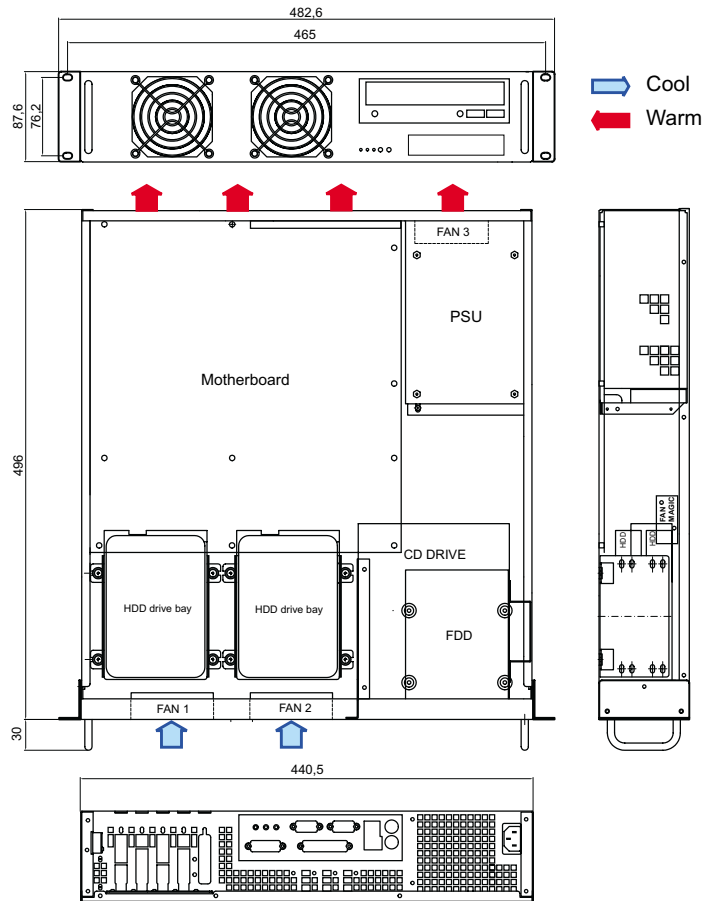 482,6
465
87,6
76,2
Cool
Warm
FAN 3
PSU
Motherboard
496
FAN
MAGIC
HDD
HDD
CD DRIVE
HDD drive bay
HDD drive bay
FDD
FAN 1
FAN 2
30
440,5